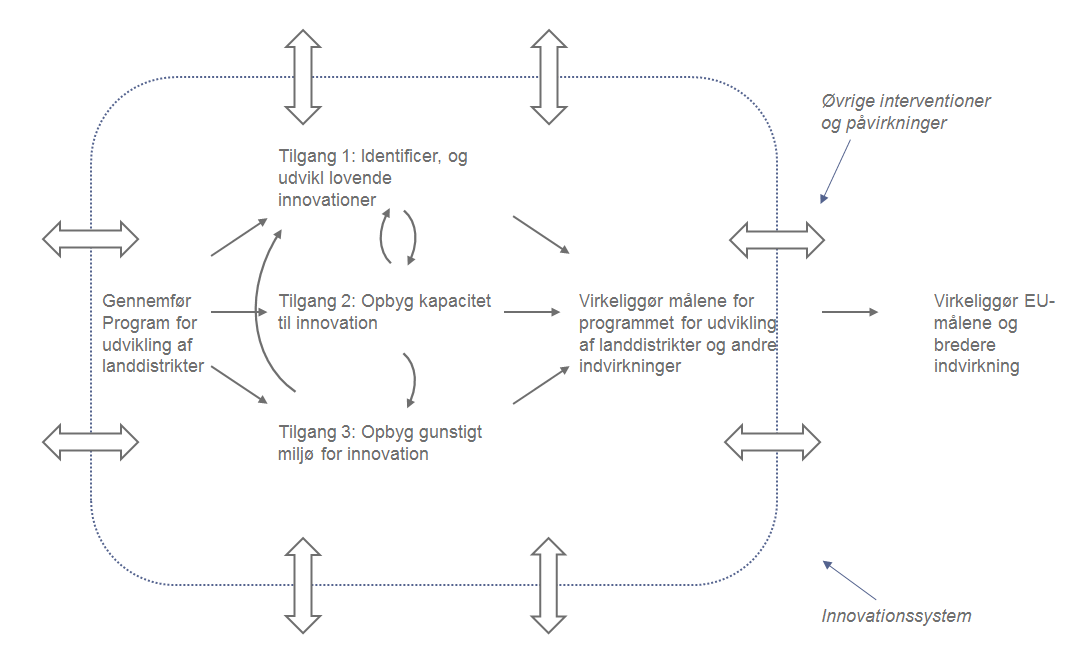 Øvrige interventioner
og påvirkninger
Tilgang 1: Identificer, og
udvikl lovende
innovationer
Gennemfør
Program for
udvikling af
landdistrikter
Tilgang 2: Opbyg kapacitet
til innovation
Virkeliggør målene for
programmet for udvikling
af landdistrikter og andre
indvirkninger
Virkeliggør EU-
målene og
bredere
indvirkning
Tilgang 3: Opbyg gunstigt
miljø for innovation
Innovationssystem